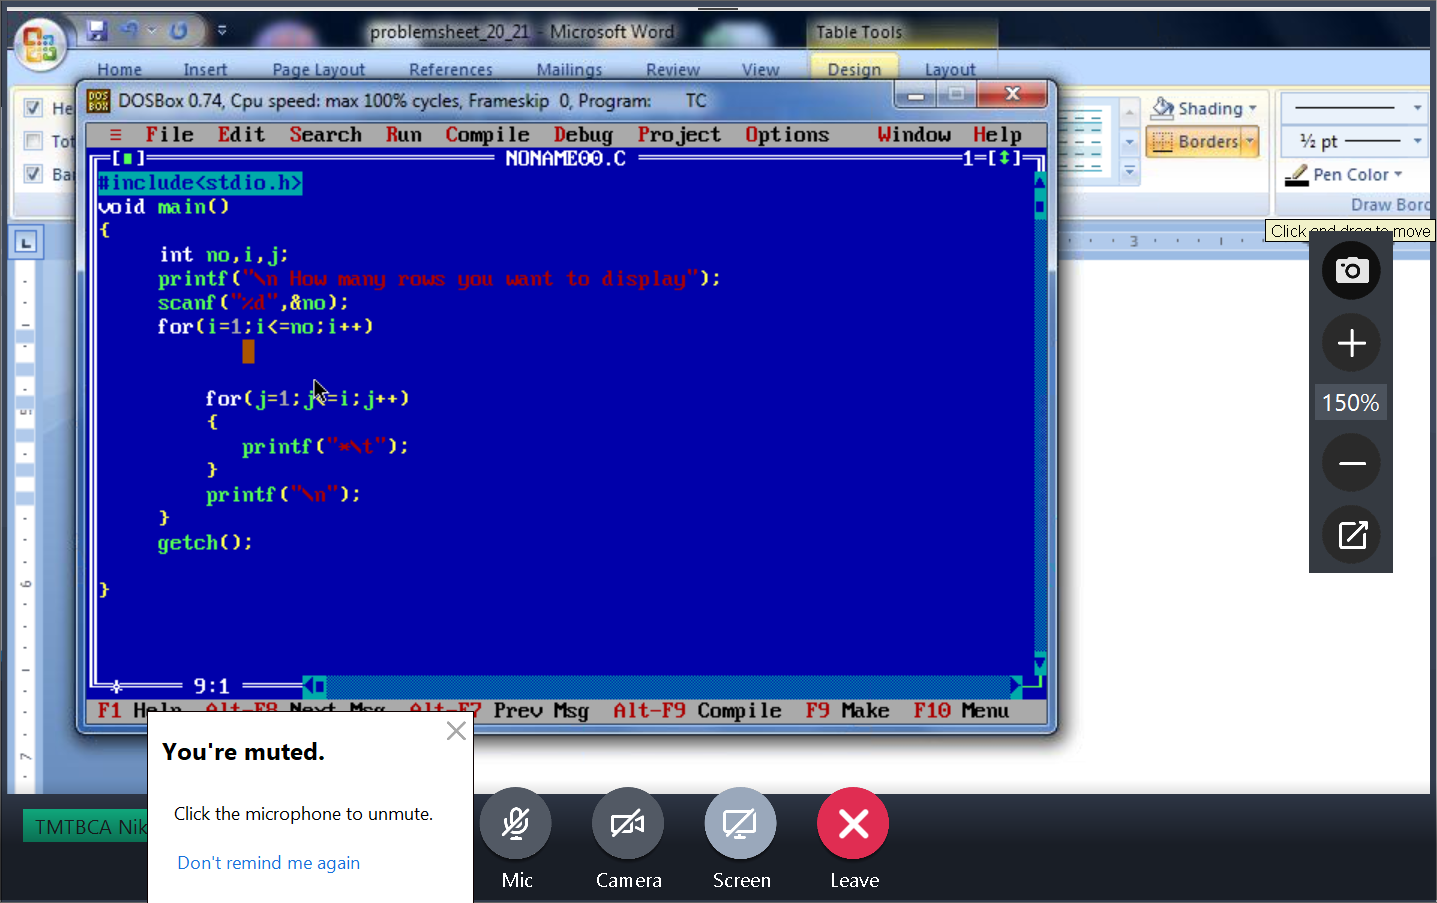 problemsheet_20_21 - Microsoft Word
Table Tools
Home Insert Page Layout References Mailings Review View Design Layout
DOSBox 0.74, Cpu speed: max 100% cycles, Frameskip 0, Program: TC
He
Shading
File Edit Search Run Compile Debug Project Options Window Help
Tot
½ pt
Borders
NONAME00.C 1
Ba
Pen Color
#include<stdio.h>
Draw Bord
void main()
Click and drag to move
{
int no,i,j;
printf("\n How many rows you want to display");
scanf("%d",&no);
for(i=1;i<=no;i++)
for(j=1;j<=i;j++)
{
printf("*\t");
}
printf("\n");
}
getch();
}
150%
9:1
F1 Help Alt-F8 Next Msg Alt-F7 Prev Msg Alt-F9 Compile F9 Make F10 Menu
You're muted.
Click the microphone to unmute.
Don't remind me again
TMTBCA Nik
Mic Camera Screen Leave